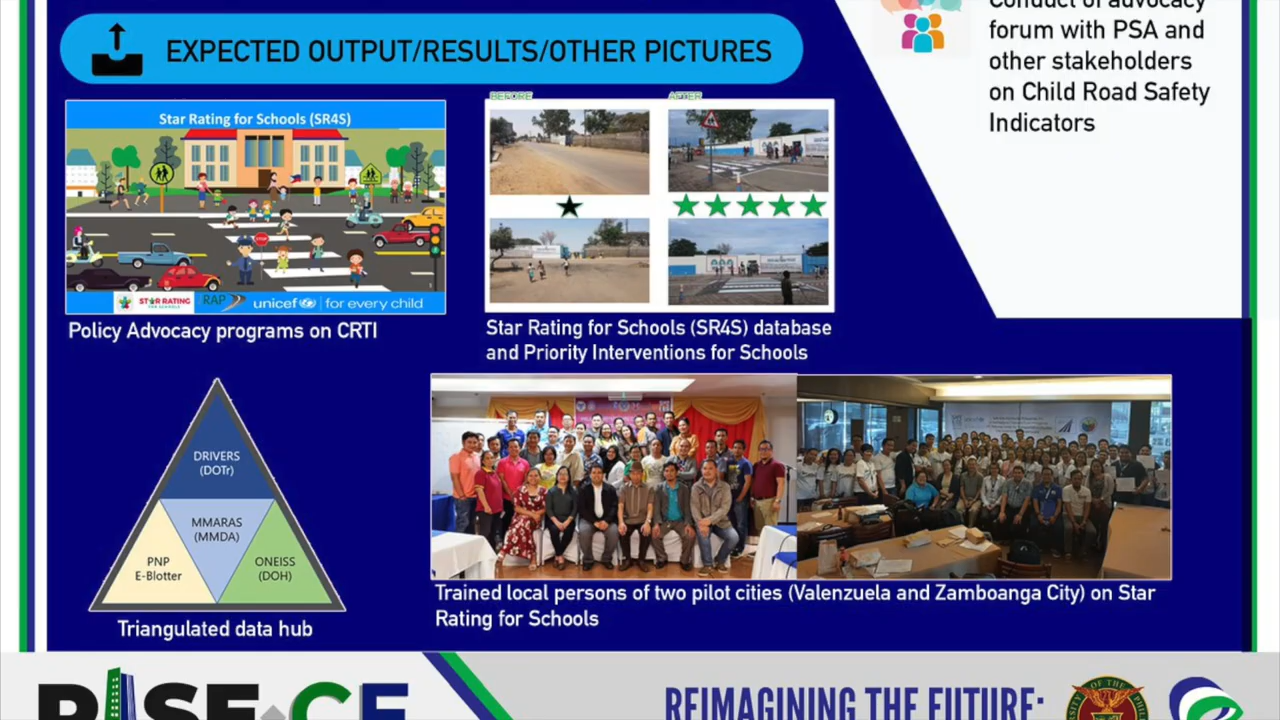 Conduct of advocacy
forum with PSA and
other stakeholders
on Child Road Safety
Indicators
EXPECTED OUTPUT/RESULTS/OTHER PICTURES
Star Rating for Schools (SR4S)
STOP
STAR RATING
FOR SCHOOLS
RAP
unicef
for every child
Policy Advocacy programs on CRTI
BEFORE
AFTER
Star Rating for Schools (SR4S) database
and Priority Interventions for Schools
DRIVERS
(DOTr)
MMARAS
(MMDA)
PNP
E-Blotter
ONEISS
(DOH)
Triangulated data hub
Trained local persons of two pilot cities (Valenzuela and Zamboanga City) on Star
Rating for Schools
RISE CE
REIMAGINING THE FUTURE: